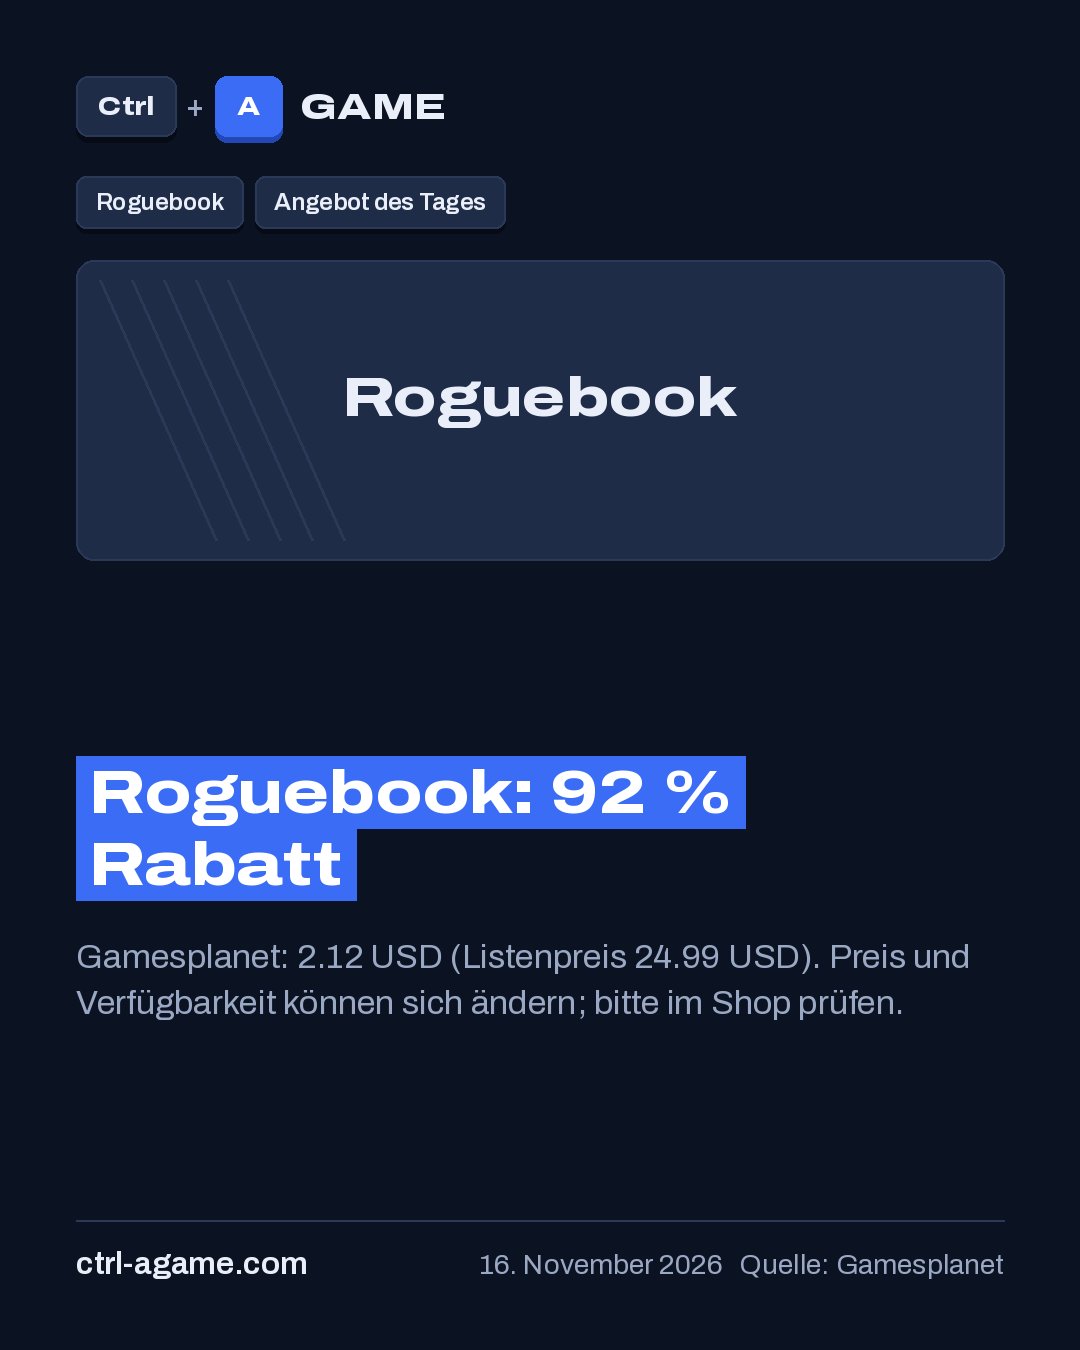 Ctrl + A GAME
Roguebook Angebot des Tages
Roguebook
Roguebook: 92 %
Rabatt
Gamesplanet: 2.12 USD (Listenpreis 24.99 USD). Preis und
Verfügbarkeit können sich ändern; bitte im Shop prüfen.
ctrl-agame.com 16. November 2026 Quelle: Gamesplanet